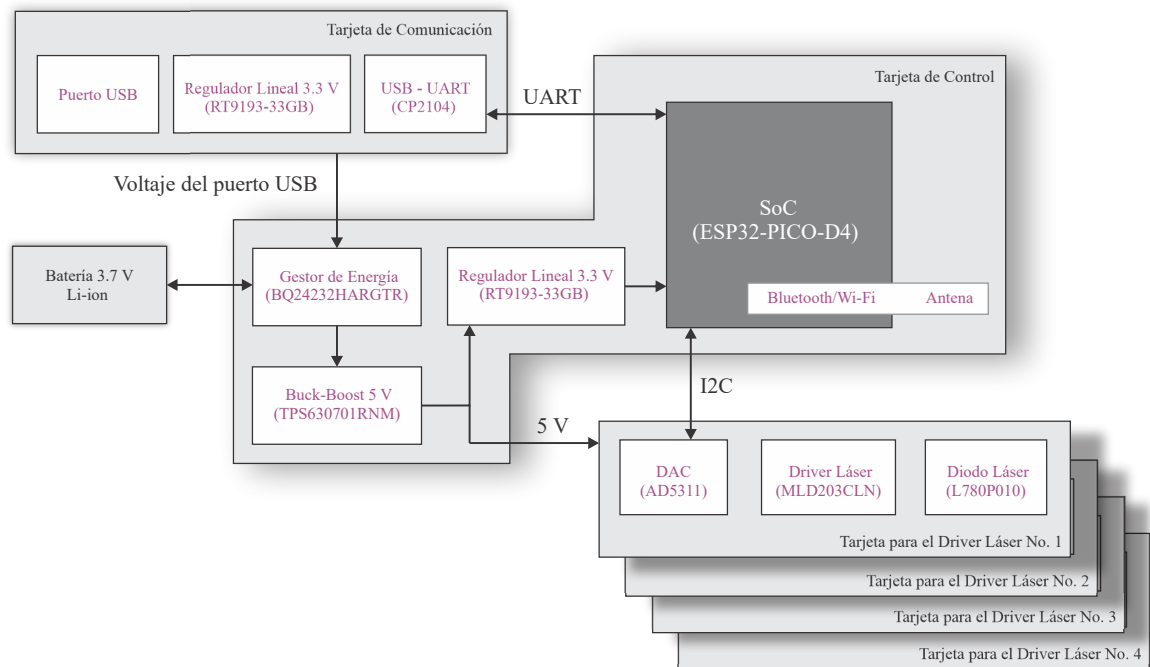 Tarjeta de Comunicación
Puerto USB
Regulador Lineal 3.3 V
(RT9193-33GB)
USB - UART
(CP2104)
UART
Tarjeta de Control
SoC
(ESP32-PICO-D4)
Bluetooth/Wi-Fi
Antena
Voltaje del puerto USB
Batería 3.7 V
Li-ion
Gestor de Energía
(BQ24232HARGTR)
Regulador Lineal 3.3 V
(RT9193-33GB)
Buck-Boost 5 V
(TPS630701RNM)
I2C
5 V
DAC
(AD5311)
Driver Láser
(MLD203CLN)
Diodo Láser
(L780P010)
Tarjeta para el Driver Láser No. 1
Tarjeta para el Driver Láser No. 2
Tarjeta para el Driver Láser No. 3
Tarjeta para el Driver Láser No. 4